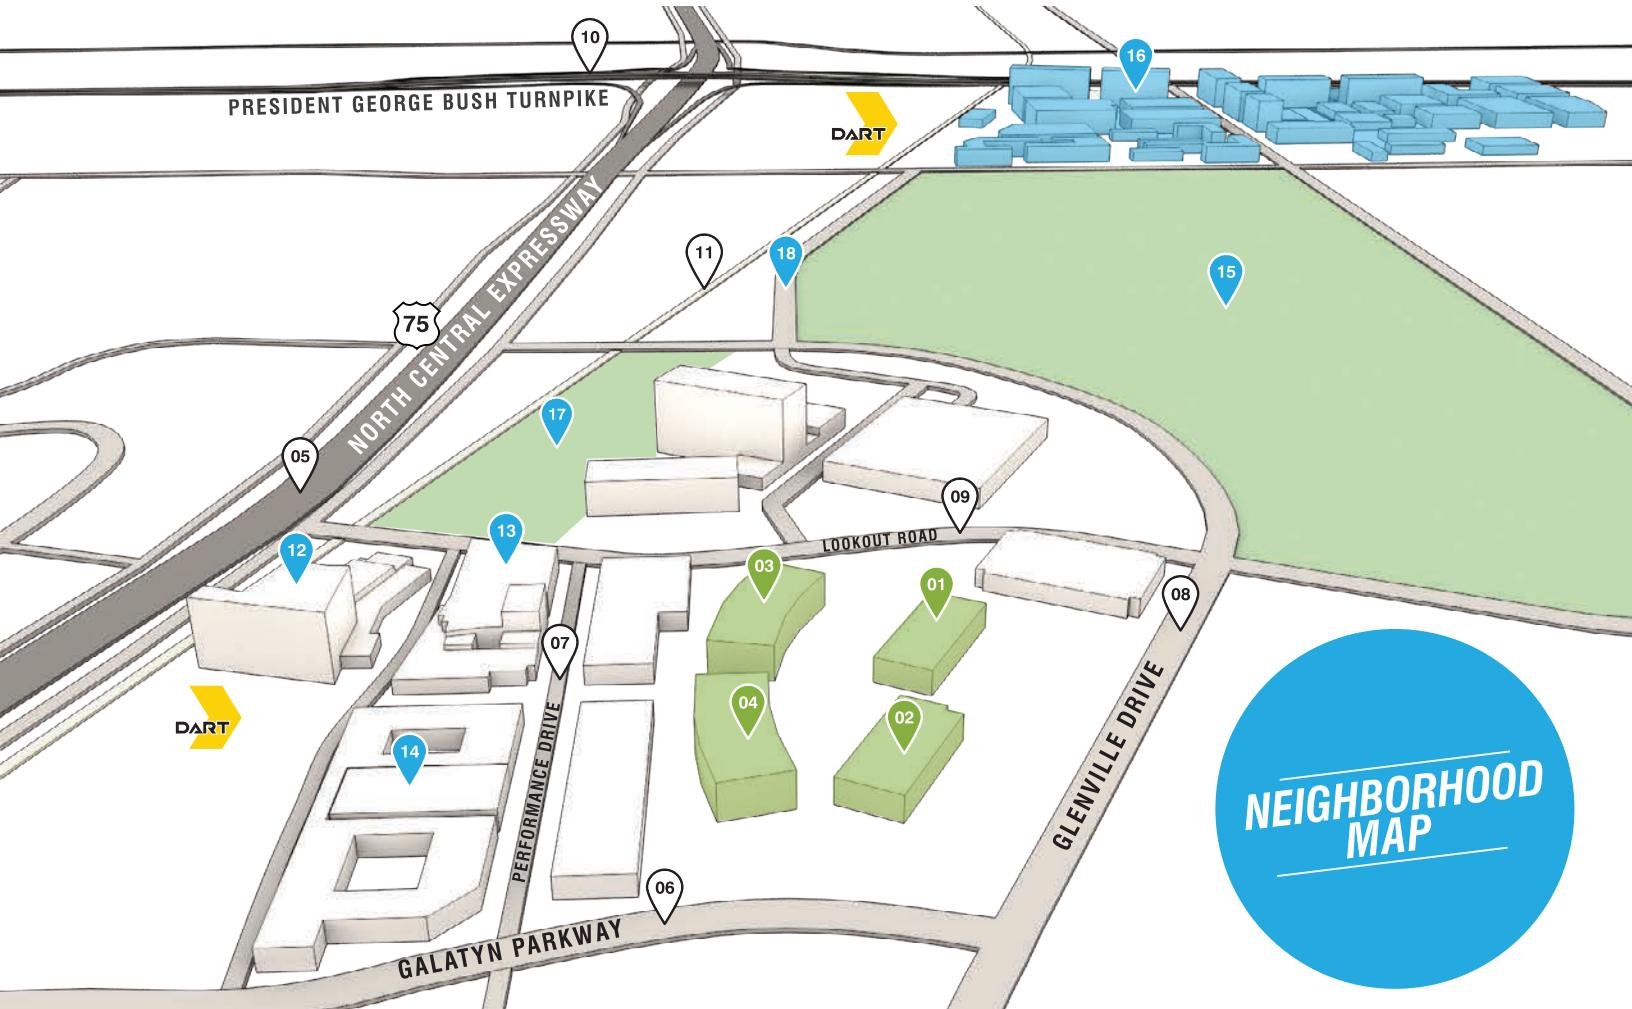 10
16
PRESIDENT GEORGE BUSH TURNPIKE
DART
11
18
15
75
NORTH CENTRAL EXPRESSWAY
17
05
09
13
LOOKOUT ROAD
12
03
01
08
07
04
02
DART
14
PERFORMANCE DRIVE
GLENVILLE DRIVE
NEIGHBORHOOD
MAP
06
GALATYN PARKWAY